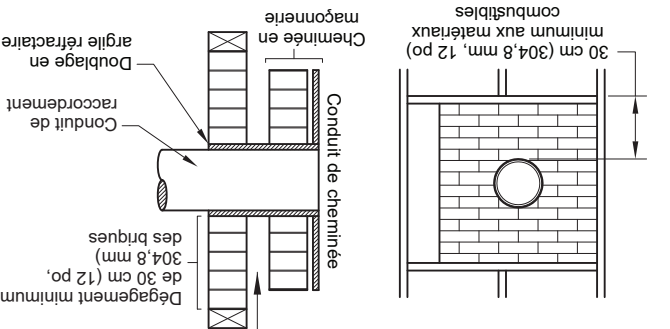 Dégagement minimum
de 30 cm (12 po,
304,8 mm)
des briques
Conduit de
raccordement
Doublage en
argile réfractaire
Cheminée en
maçonnerie
Conduit de cheminée
30 cm (304,8 mm, 12 po)
minimum aux matériaux
combustibles